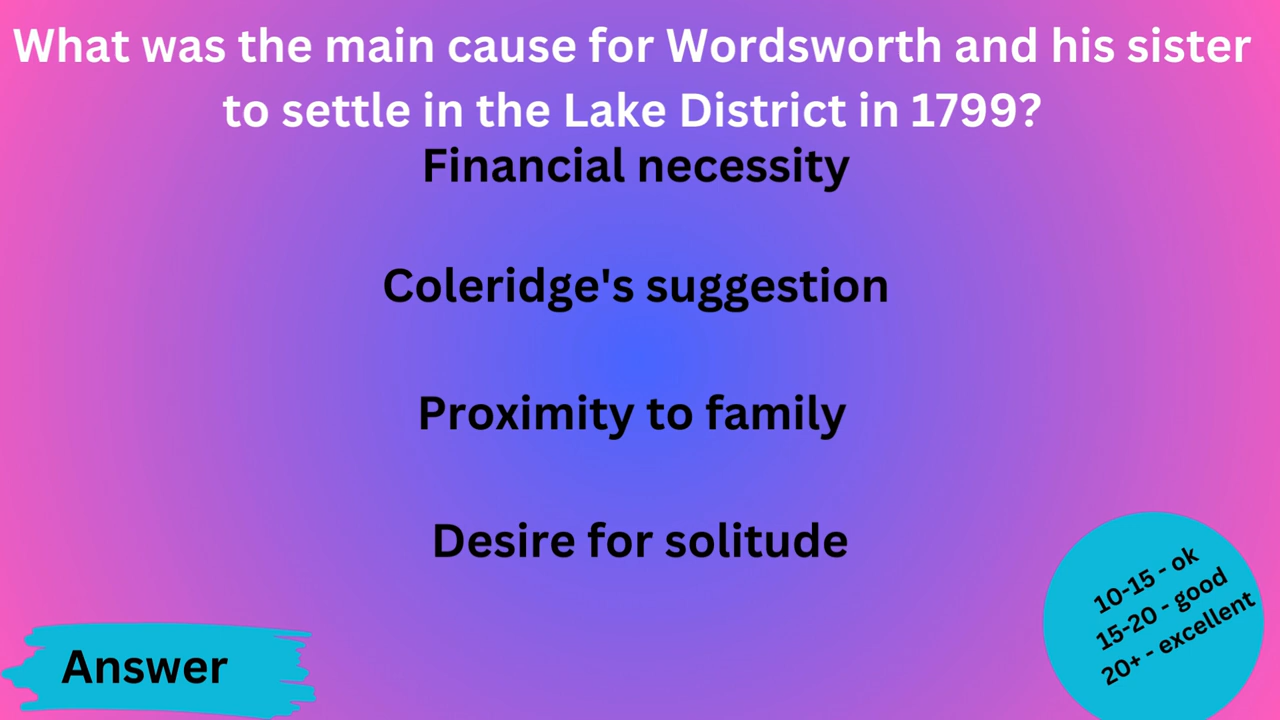 What was the main cause for Wordsworth and his sister
to settle in the Lake District in 1799?
Financial necessity
Coleridge's suggestion
Proximity to family
Desire for solitude
Answer
10-15 - ok
15-20 - good
20+ - excellent